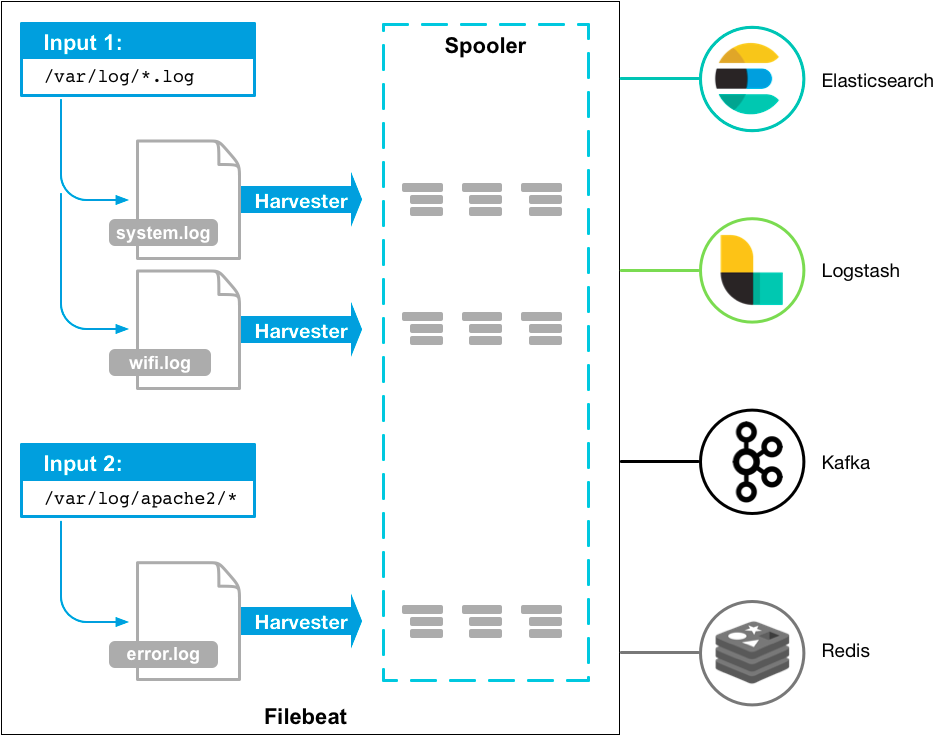 Input 1:
/var/log/*.log
system.log
Harvester
wifi.log
Harvester
Input 2:
/var/log/apache2/*
error.log
Harvester
Spooler
Filebeat
Elasticsearch
Logstash
Kafka
Redis